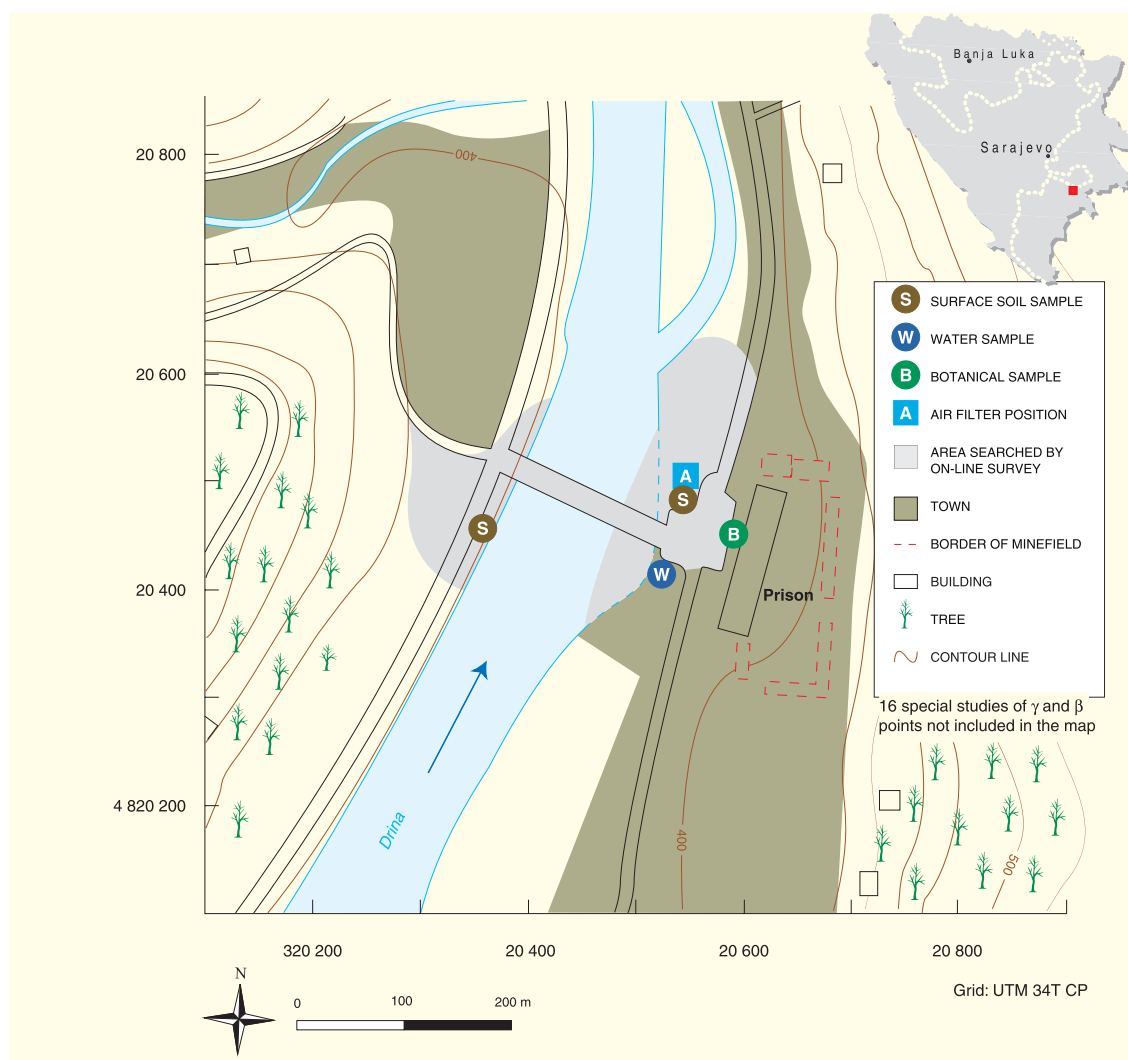 Banja Luka
Sarajevo
20 800
400
20 600
20 400
4 820 200
A
S
S
B
W
Prison
Drina
400
500
S SURFACE SOIL SAMPLE
W WATER SAMPLE
B BOTANICAL SAMPLE
A AIR FILTER POSITION
AREA SEARCHED BY
ON-LINE SURVEY
TOWN
BORDER OF MINEFIELD
BUILDING
TREE
CONTOUR LINE
16 special studies of γ and β
points not included in the map
320 200
20 400
20 600
20 800
N
0
100
200 m
Grid: UTM 34T CP